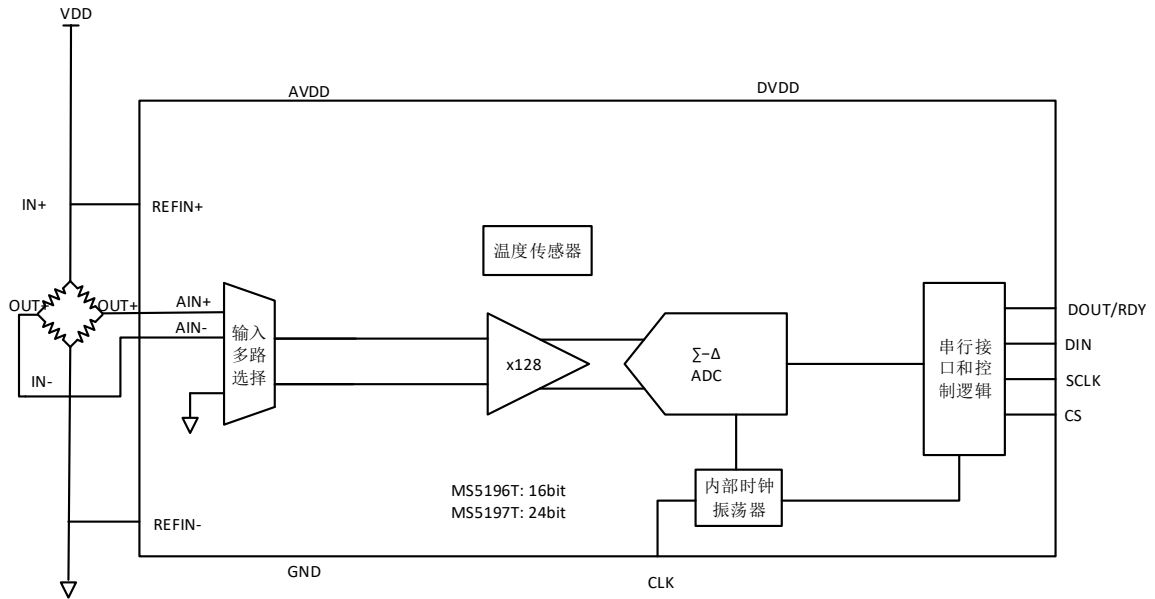 VDD
AVDD
DVDD
IN+
REFIN+
温度传感器
OUT+
OUT+
AIN+
AIN-
IN-
输入
多路
选择
x128
∑-Δ
ADC
串行接
口和控
制逻辑
DOUT/RDY
DIN
SCLK
CS
内部时钟
振荡器
MS5196T: 16bit
MS5197T: 24bit
REFIN-
GND
CLK